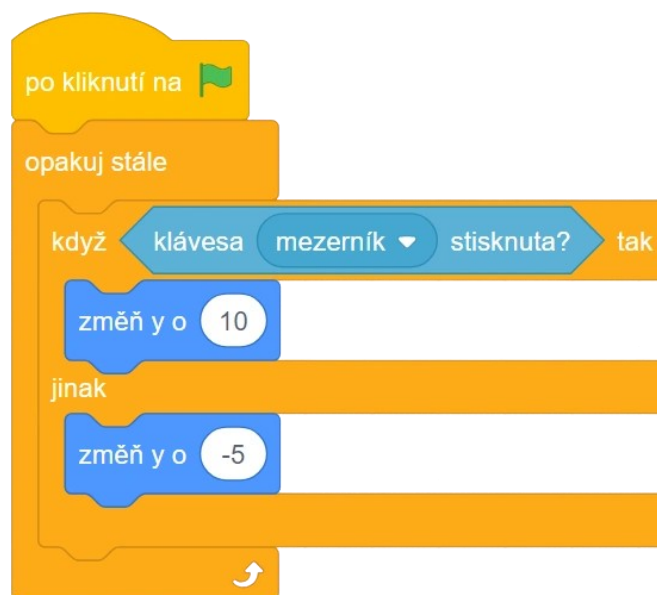 po kliknutí na
opakuj stále
když klávesa mezerník stisknuta? tak
změň y o 10
jinak
změň y o -5